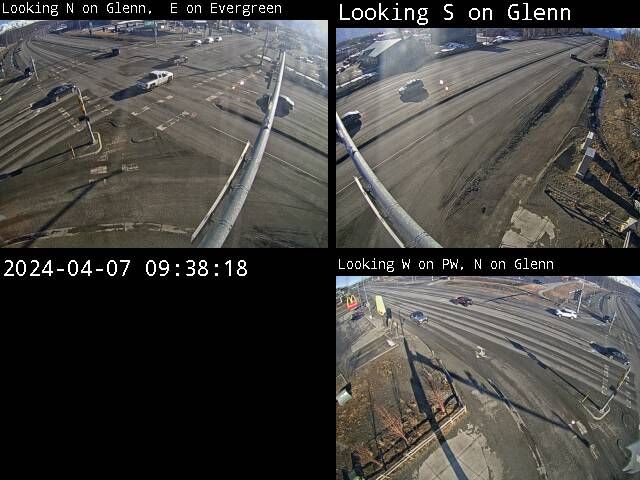 Looking N on Glenn,  E on Evergreen
Looking S on Glenn
2024-04-07 09:38:18
Looking W on PW, N on Glenn